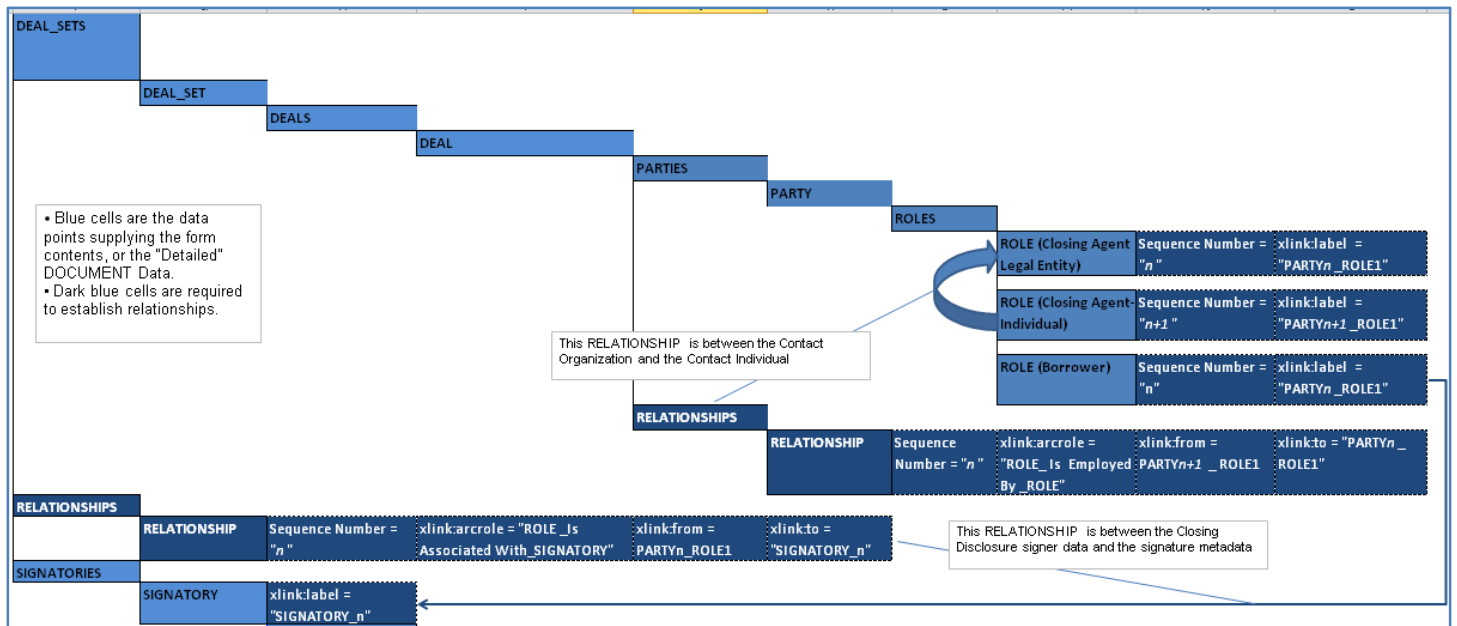 DEAL_SETS
DEAL_SET
DEALS
DEAL
PARTIES
PARTY
ROLES
• Blue cells are the data
points supplying the form
contents, or the "Detailed"
DOCUMENT Data.
• Dark blue cells are required
to establish relationships.
ROLE (Closing Agent
Legal Entity)
Sequence Number =
"n"
xlink:label =
"PARTYn _ROLE1"
ROLE (Closing Agent-
Individual)
Sequence Number =
"n+1"
xlink:label =
"PARTYn+1 _ROLE1"
This RELATIONSHIP is between the Contact
Organization and the Contact Individual
ROLE (Borrower)
Sequence Number =
"n"
xlink:label =
"PARTYn _ROLE1"
RELATIONSHIPS
RELATIONSHIP
Sequence
Number = "n"
xlink:arcrole =
"ROLE_ Is Employed
By _ROLE"
xlink:from =
PARTYn+1 _ROLE1
xlink:to = "PARTYn _
ROLE1"
RELATIONSHIPS
RELATIONSHIP
Sequence Number =
"n"
xlink:arcrole = "ROLE _Is
Associated With_SIGNATORY"
xlink:from =
PARTYn_ROLE1
xlink:to =
"SIGNATORY_n"
This RELATIONSHIP is between the Closing
Disclosure signer data and the signature metadata
SIGNATORIES
SIGNATORY
xlink:label =
"SIGNATORY_n"